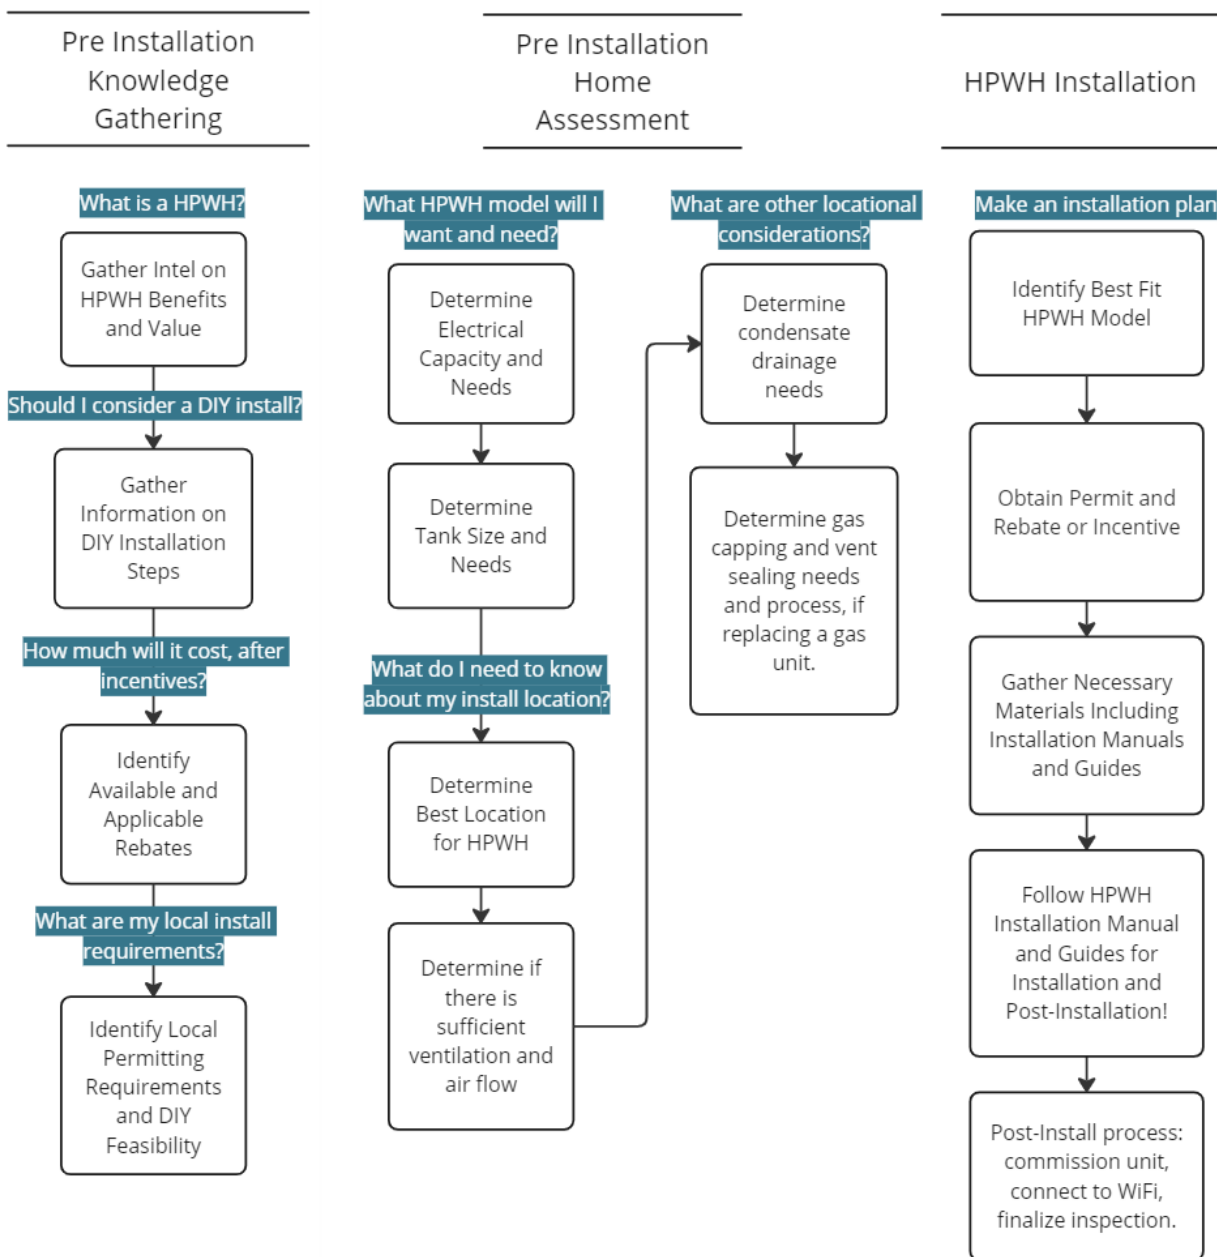 Pre Installation
Knowledge
Gathering
Pre Installation
Home
Assessment
HPWH Installation
What is a HPWH?
Gather Intel on
HPWH Benefits
and Value
Should I consider a DIY install?
Gather
Information on
DIY Installation
Steps
How much will it cost, after
incentives?
Identify
Available and
Applicable
Rebates
What are my local install
requirements?
Identify Local
Permitting
Requirements
and DIY
Feasibility
What HPWH model will I
want and need?
Determine
Electrical
Capacity and
Needs
Determine
Tank Size and
Needs
What do I need to know
about my install location?
Determine
Best Location
for HPWH
Determine if
there is
sufficient
ventilation and
air flow
What are other locational
considerations?
Determine
condensate
drainage
needs
Determine gas
capping and vent
sealing needs
and process, if
replacing a gas
unit.
Make an installation plan
Identify Best Fit
HPWH Model
Obtain Permit and
Rebate or Incentive
Gather Necessary
Materials Including
Installation Manuals
and Guides
Follow HPWH
Installation Manual
and Guides for
Installation and
Post-Installation!
Post-Install process:
commission unit,
connect to WiFi,
finalize inspection.